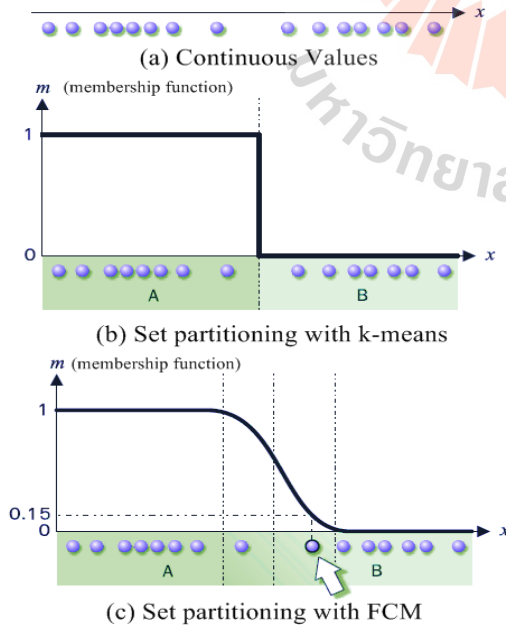 x
(a) Continuous Values
m (membership function)
1
0
x
A
B
(b) Set partitioning with k-means
m (membership function)
1
0.15
0
x
A
B
(c) Set partitioning with FCM